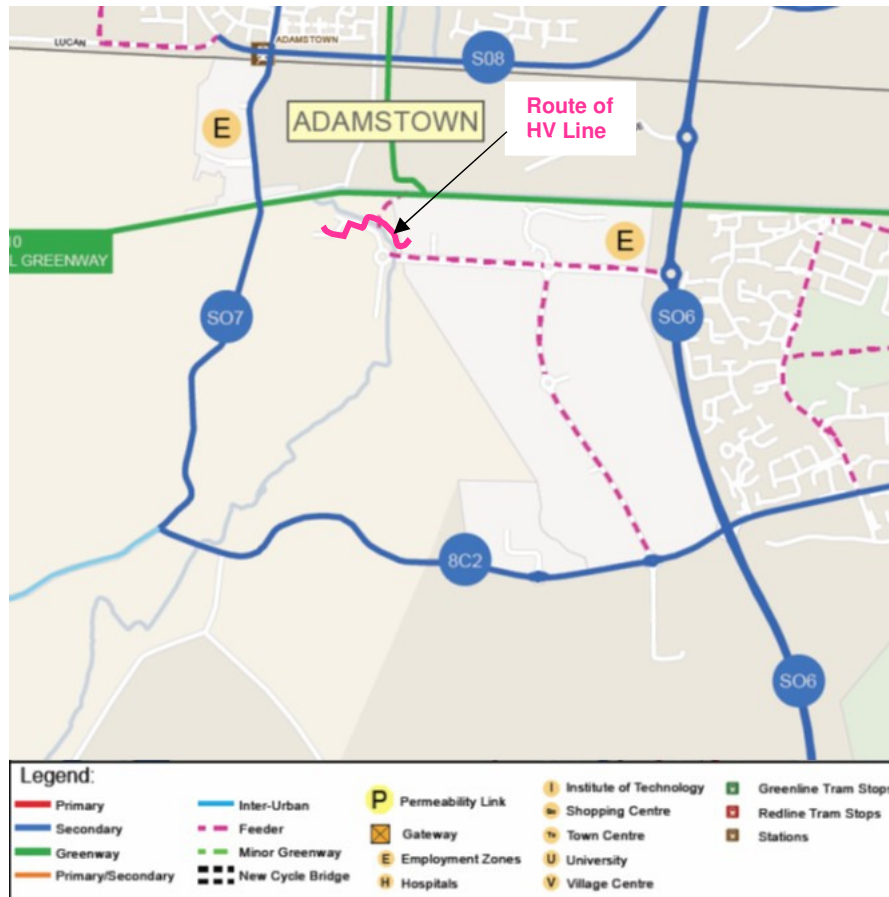 LUCAN
ADAMSTOWN
S08
Route of
HV Line
E
ADAMSTOWN
10
L GREENWAY
E
SO7
SO6
8C2
SO6
Legend:
Primary
Secondary
Greenway
Primary/Secondary
Inter-Urban
Feeder
Minor Greenway
New Cycle Bridge
P Permeability Link
Gateway
E Employment Zones
H Hospitals
I Institute of Technology
Shopping Centre
Town Centre
U University
V Village Centre
Greenline Tram Stops
Redline Tram Stops
Stations